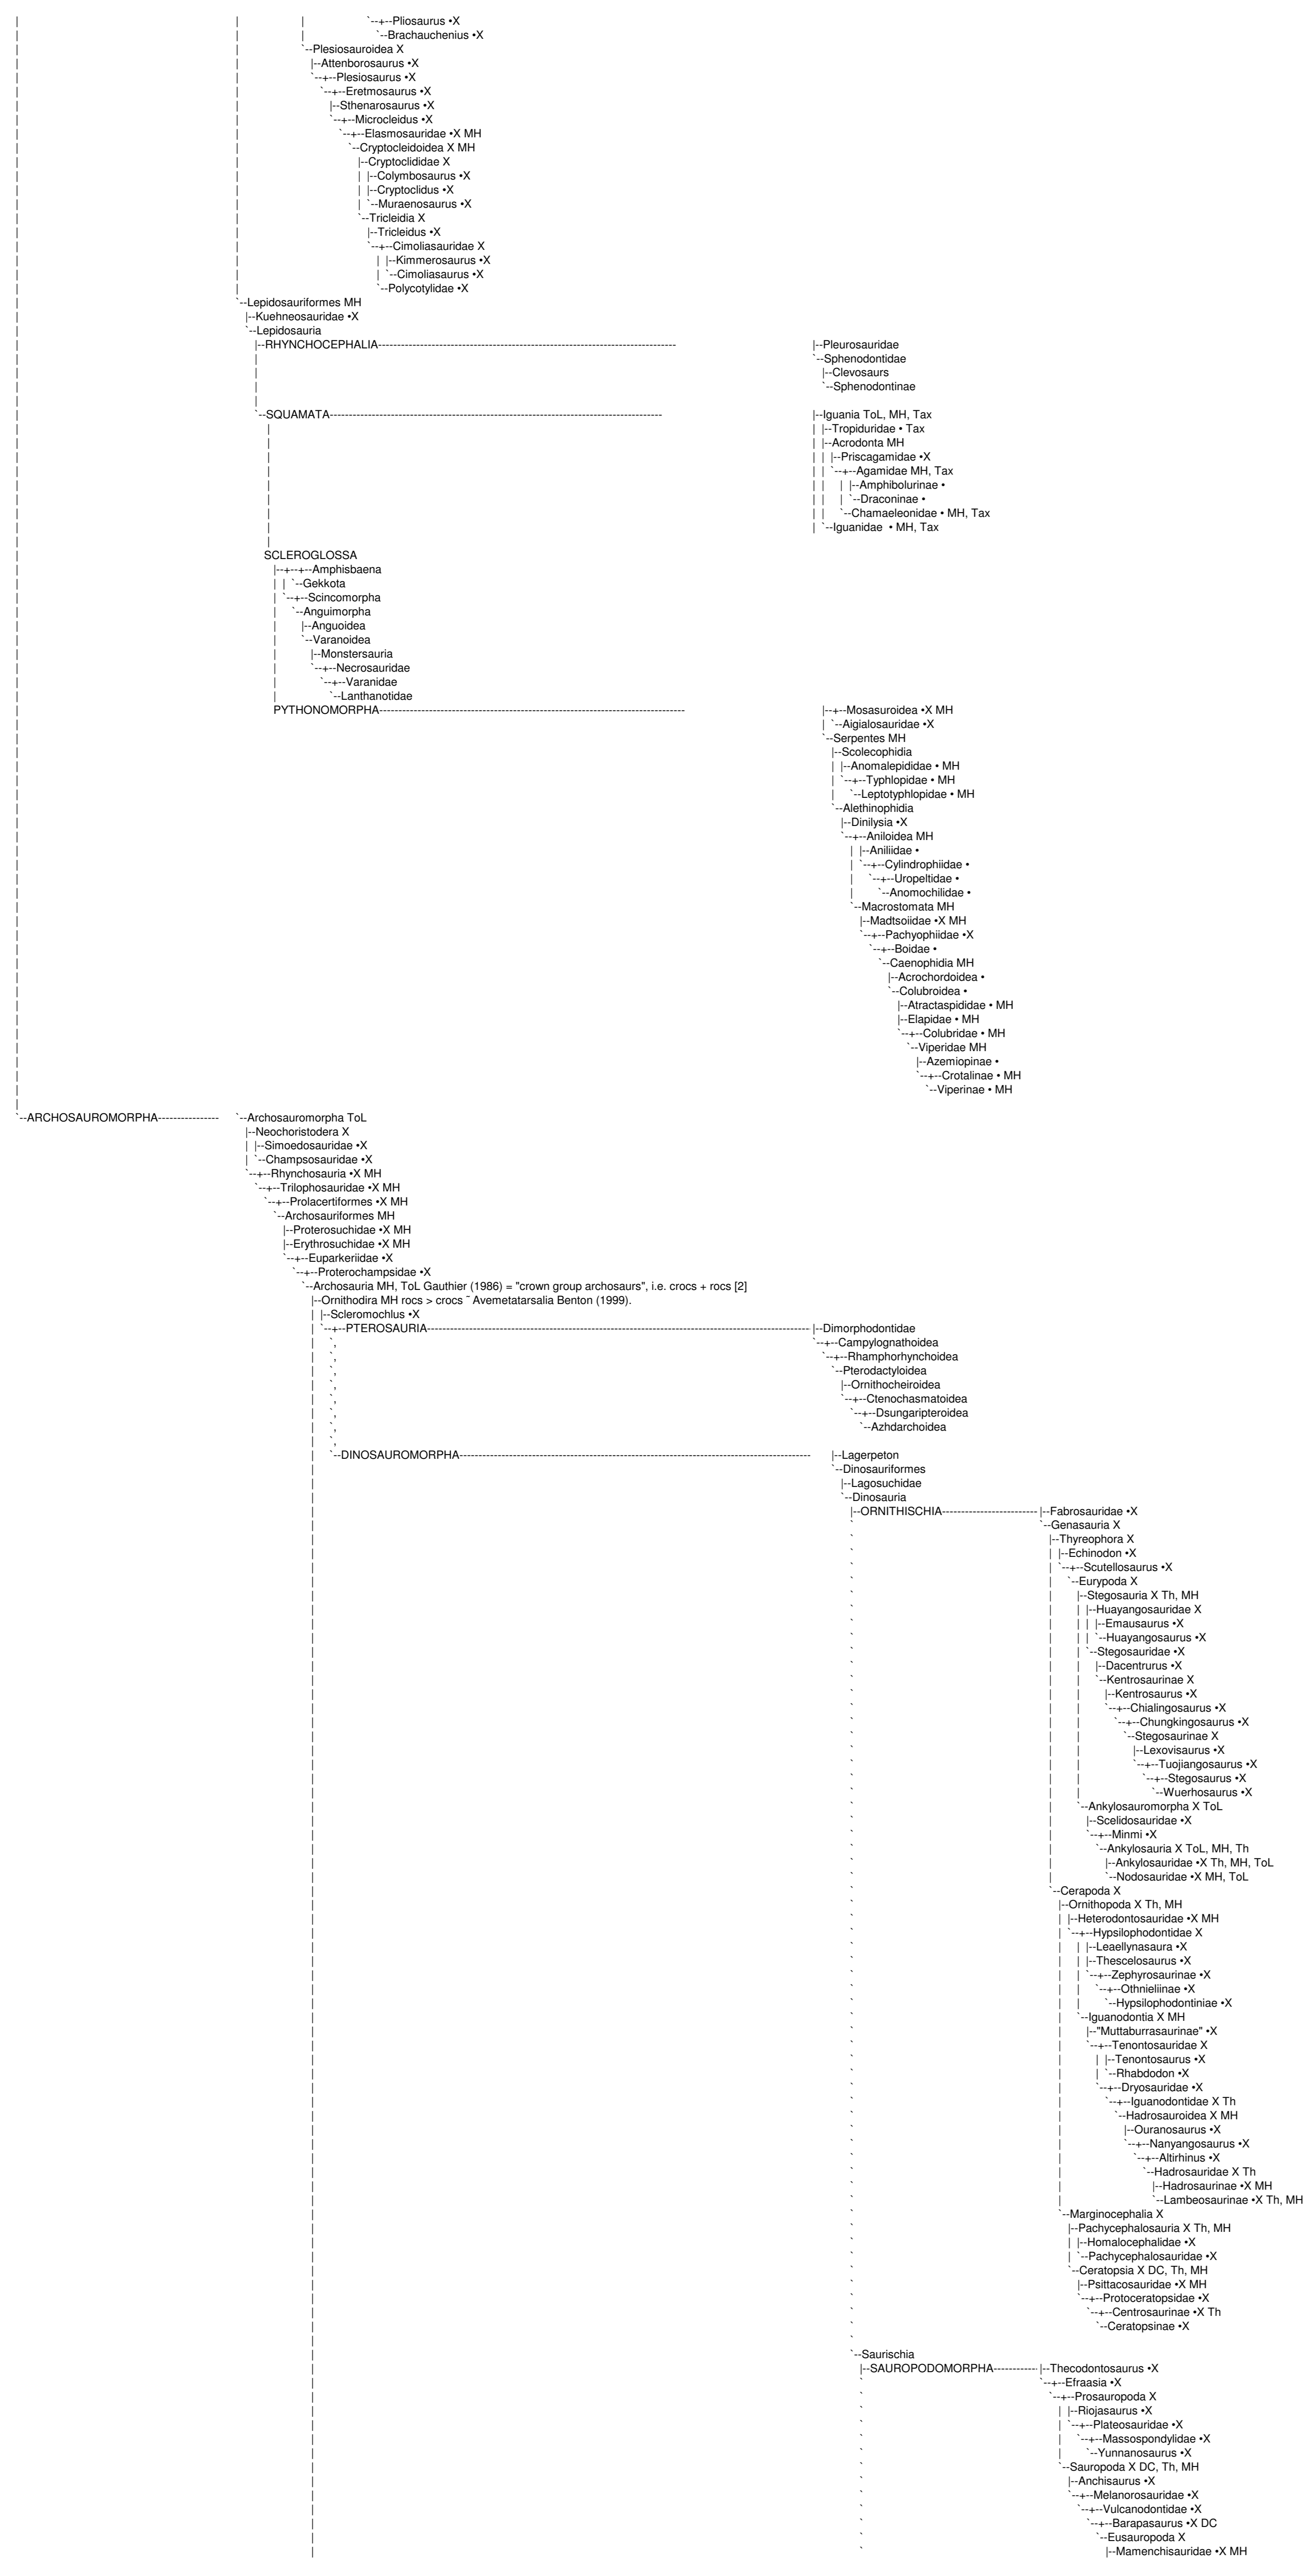 |                              |                 |            `--+--Pliosaurus •X
|                              |                 |               `--Brachauchenius •X
|                              |                 `--Plesiosauroidea X
|                              |                    |--Attenborosaurus •X
|                              |                    `--+--Plesiosaurus •X
|                              |                       `--+--Eretmosaurus •X
|                              |                          |--Sthenarosaurus •X
|                              |                          `--+--Microcleidus •X
|                              |                             `--+--Elasmosauridae •X MH
|                              |                                `--Cryptocleidoidea X MH
|                              |                                   |--Cryptoclididae X
|                              |                                   | |--Colymbosaurus •X
|                              |                                   | |--Cryptoclidus •X
|                              |                                   | `--Muraenosaurus •X
|                              |                                   `--Tricleidia X
|                              |                                      |--Tricleidus •X
|                              |                                      `--+--Cimoliasauridae X
|                              |                                         | |--Kimmerosaurus •X
|                              |                                         | `--Cimoliasaurus •X
|                              |                                         `--Polycotylidae •X
| `--Lepidosauriformes MH
| |--Kuehneosauridae •X
| `--Lepidosauria
| |--RHYNCHOCEPHALIA---------- |--Pleurosauridae
| | `--Sphenodontidae
| | |--Clevosaurs
| | `--Sphenodontinae
| |
| `--SQUAMATA---------- |--Iguania ToL, MH, Tax
| | | |--Tropiduridae • Tax
| | | |--Acrodonta MH
| | | | |--Priscagamidae •X
| | | | `--+--Agamidae MH, Tax
| | | | | |--Amphibolurinae •
| | | | | `--Draconinae •
| | | | `--Chamaeleonidae • MH, Tax
| | | `--Iguanidae • MH, Tax
| |
| SCLEROGLOSSA
| |--+--+--Amphisbaena
| | | `--Gekkota
| | `--+--Scincomorpha
| | `--Anguimorpha
| | |--Anguoidea
| | `--Varanoidea
| | |--Monstersauria
| | `--+--Necrosauridae
| | `--+--Varanidae
| | `--Lanthanotidae
| PYTHONOMORPHA---------- |--+--Mosasuroidea •X MH
| | `--Aigialosauridae •X
| `--Serpentes MH
| |--Scolecophidia
| | |--Anomalepididae • MH
| | `--+--Typhlopidae • MH
| | `--Leptotyphlopidae • MH
| `--Alethinophidia
| |--Dinilysia •X
| `--+--Aniloidea MH
| | |--Aniliidae •
| | `--+--Cylindrophiidae •
| | `--+--Uropeltidae •
| | `--Anomochilidae •
| `--Macrostomata MH
| |--Madtsoiidae •X MH
| `--+--Pachyophiidae •X
| `--+--Boidae •
| `--Caenophidia MH
| |--Acrochordoidea •
| `--Colubroidea •
| |--Atractaspididae • MH
| |--Elapidae • MH
| `--+--Colubridae • MH
| `--Viperidae MH
| |--Azemiopinae •
| `--+--Crotalinae • MH
| `--Viperinae • MH
|
`--ARCHOSAUROMORPHA---------------- `--Archosauromorpha ToL
|--Neochoristodera X
| |--Simoedosauridae •X
| `--Champsosauridae •X
`--+--Rhynchosauria •X MH
`--+--Trilophosauridae •X MH
`--+--Prolacertiformes •X MH
`--Archosauriformes MH
|--Proterosuchidae •X MH
|--Erythrosuchidae •X MH
`--+--Euparkeriidae •X
`--+--Proterochampsidae •X
`--Archosauria MH, ToL Gauthier (1986) = "crown group archosaurs", i.e. crocs + rocs [2]
|--Ornithodira MH rocs > crocs ˜ Avemetatarsalia Benton (1999).
| |--Scleromochlus •X
| `--+--PTEROSAURIA---------- |--Dimorphodontidae
| `, `--+--Campylognathoidea
| `, `--+--Rhamphorhynchoidea
| `, `--Pterodactyloidea
| `, |--Ornithocheiroidea
| `, `--+--Ctenochasmatoidea
| `, `--+--Dsungaripteroidea
| `, `--Azhdarchoidea
| `,
| `--DINOSAUROMORPHA---------- |--Lagerpeton
| `--Dinosauriformes
| |--Lagosuchidae
| `--Dinosauria
| |--ORNITHISCHIA---------- |--Fabrosauridae •X
| ` `--Genasauria X
| ` |--Thyreophora X
| ` | |--Echinodon •X
| ` | `--+--Scutellosaurus •X
| ` | `--Eurypoda X
| ` | |--Stegosauria X Th, MH
| ` | | |--Huayangosauridae X
| ` | | | |--Emausaurus •X
| ` | | | `--Huayangosaurus •X
| ` | | `--Stegosauridae •X
| ` | | |--Dacentrurus •X
| ` | | `--Kentrosaurinae X
| ` | | |--Kentrosaurus •X
| ` | | `--+--Chialingosaurus •X
| ` | | `--+--Chungkingosaurus •X
| ` | | `--Stegosaurinae X
| ` | | |--Lexovisaurus •X
| ` | | `--+--Tuojiangosaurus •X
| ` | | `--+--Stegosaurus •X
| ` | | `--Wuerhosaurus •X
| ` | `--Ankylosauromorpha X ToL
| ` | |--Scelidosauridae •X
| ` | `--+--Minmi •X
| ` | `--Ankylosauria X ToL, MH, Th
| ` | |--Ankylosauridae •X Th, MH, ToL
| ` | `--Nodosauridae •X MH, ToL
| ` `--Cerapoda X
| ` |--Ornithopoda X Th, MH
| ` | |--Heterodontosauridae •X MH
| ` | `--+--Hypsilophodontidae X
| ` | | |--Leaellynasaura •X
| ` | | |--Thescelosaurus •X
| ` | | `--+--Zephyrosaurinae •X
| ` | | `--+--Othnieliinae •X
| ` | | `--Hypsilophodontiniae •X
| ` | `--Iguanodontia X MH
| ` | |--"Muttaburrasaurinae" •X
| ` | `--+--Tenontosauridae X
| ` | | |--Tenontosaurus •X
| ` | | `--Rhabdodon •X
| ` | `--+--Dryosauridae •X
| ` | `--+--Iguanodontidae X Th
| ` | `--Hadrosauroidea X MH
| ` | |--Ouranosaurus •X
| ` | `--+--Nanyangosaurus •X
| ` | `--+--Altirhinus •X
| ` | `--Hadrosauridae X Th
| ` | |--Hadrosaurinae •X MH
| ` | `--Lambeosaurinae •X Th, MH
| ` `--Marginocephalia X
| ` |--Pachycephalosauria X Th, MH
| ` | |--Homalocephalidae •X
| ` | `--Pachycephalosauridae •X
| ` `--Ceratopsia X DC, Th, MH
| ` |--Psittacosauridae •X MH
| ` `--+--Protoceratopsidae •X
| ` `--+--Centrosaurinae •X Th
| ` `--Ceratopsinae •X
| `
| `--Saurischia
| |--SAUROPODOMORPHA----------- |--Thecodontosaurus •X
| ` `--+--Efraasia •X
| ` `--+--Prosauropoda X
| ` | |--Riojasaurus •X
| ` | `--+--Plateosauridae •X
| ` | `--+--Massospondylidae •X
| ` | `--Yunnanosaurus •X
| ` `--Sauropoda X DC, Th, MH
| ` |--Anchisaurus •X
| ` `--+--Melanorosauridae •X
| ` `--+--Vulcanodontidae •X
| ` `--+--Barapasaurus •X DC
| ` `--Eusauropoda X
| ` |--Mamenchisauridae •X MH